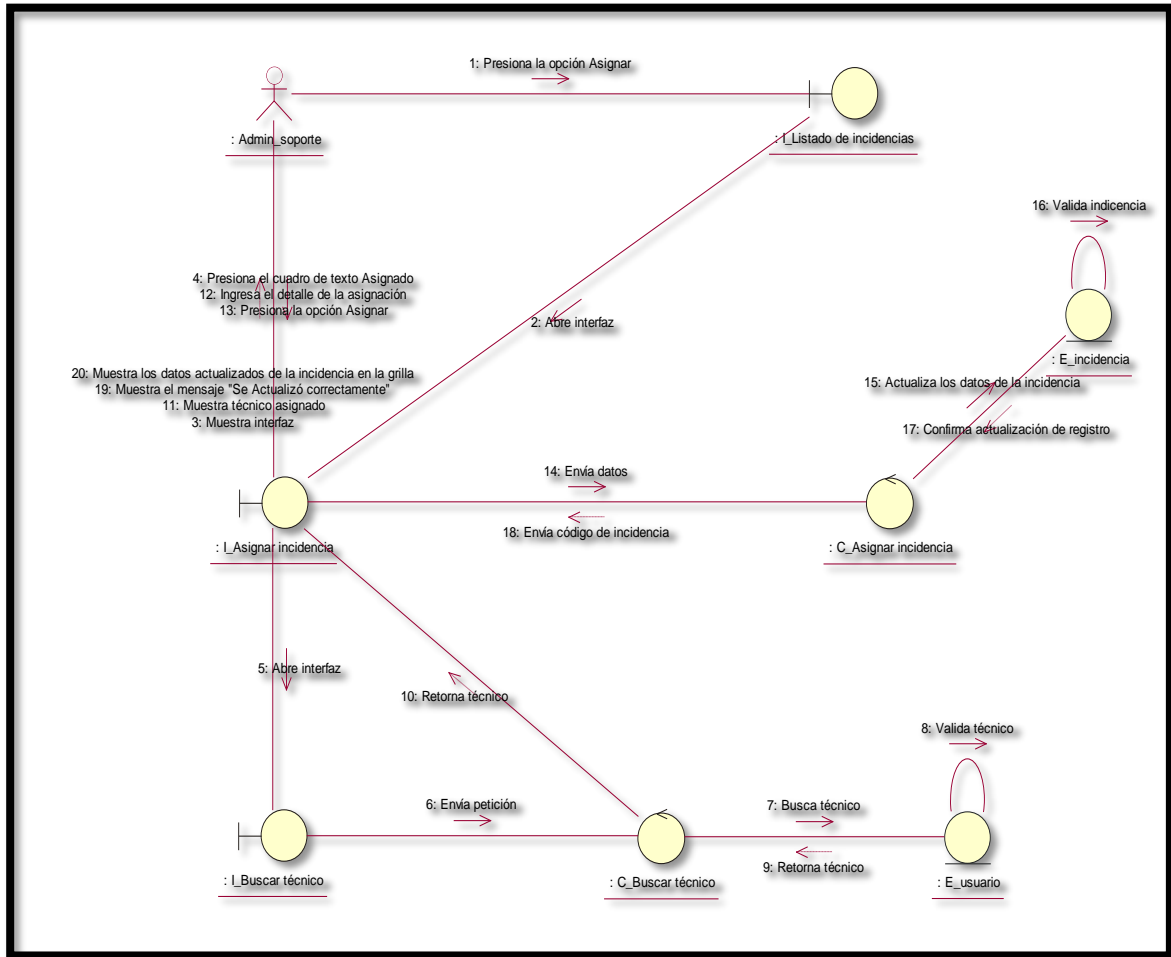 1: Presiona la opción Asignar
: Admin_soporte
: I_Listado de incidencias
16: Valida indicencia
4: Presiona el cuadro de texto Asignado
12: Ingresa el detalle de la asignación
13: Presiona la opción Asignar
2: Abre interfaz
: E_incidencia
20: Muestra los datos actualizados de la incidencia en la grilla
19: Muestra el mensaje "Se Actualizó correctamente"
11: Muestra técnico asignado
3: Muestra interfaz
15: Actualiza los datos de la incidencia
17: Confirma actualización de registro
14: Envía datos
18: Envía código de incidencia
: I_Asignar incidencia
: C_Asignar incidencia
5: Abre interfaz
10: Retorna técnico
8: Valida técnico
6: Envía petición
7: Busca técnico
9: Retorna técnico
: I_Buscar técnico
: C_Buscar técnico
: E_usuario